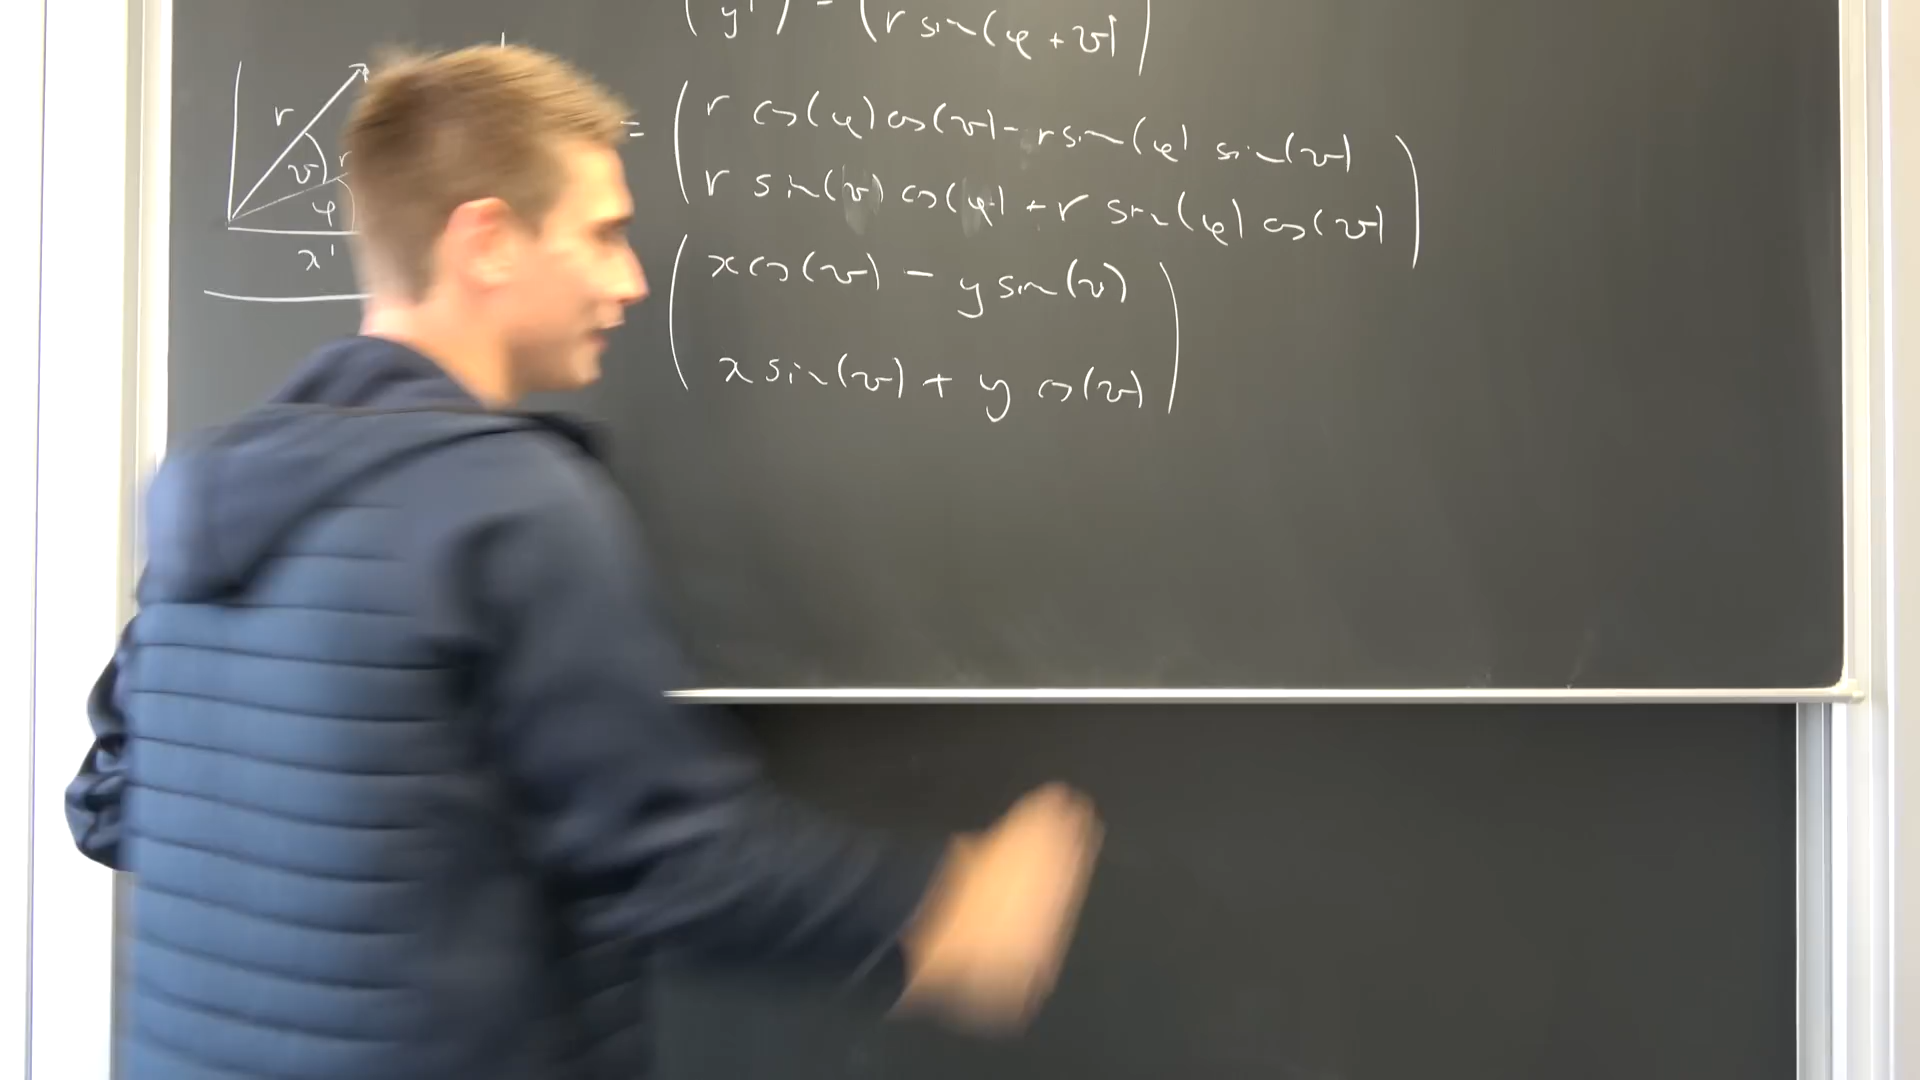 (y') = (r sin(φ + v)
r
v r
φ
x'
= (r cos(φ) cos(v) - r sin(φ) sin(v)
r sin(v) cos(φ) + r sin(φ) cos(v))
(x cos(v) - y sin(v)
x sin(v) + y cos(v))